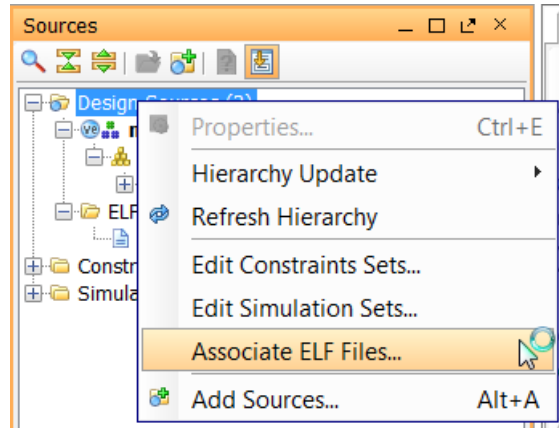 Sources
Design Sources (2)
Properties... Ctrl+E
Hierarchy Update
ELF
Refresh Hierarchy
Constr
Edit Constraints Sets...
Simula
Edit Simulation Sets...
Associate ELF Files...
Add Sources... Alt+A